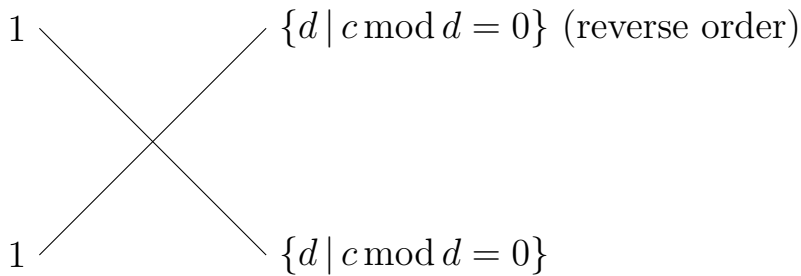 1 {d | c mod d = 0} (reverse order)
1 {d | c mod d = 0}